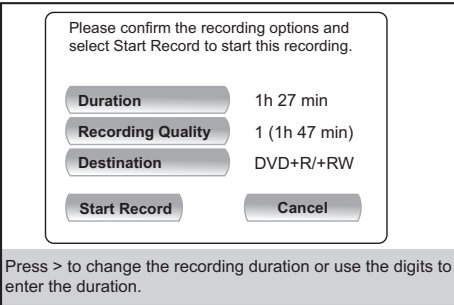 Please confirm the recording options and
select Start Record to start this recording.
Duration 1h 27 min
Recording Quality 1 (1h 47 min)
Destination DVD+R/+RW
Start Record Cancel
Press > to change the recording duration or use the digits to
enter the duration.